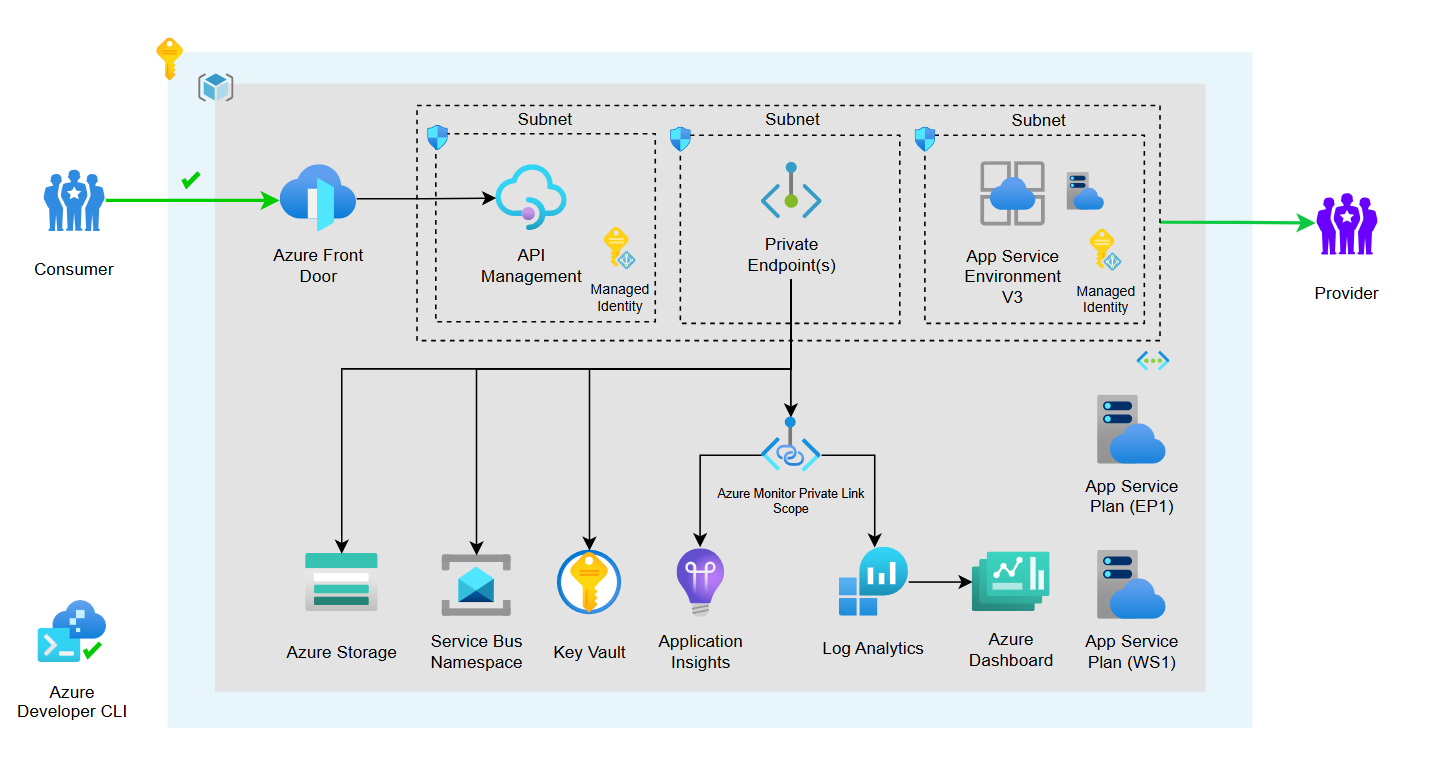 Subnet
Subnet
Subnet
Consumer
Azure Front
Door
API
Management
Managed
Identity
Private
Endpoint(s)
App Service
Environment
V3
Managed
Identity
Provider
Azure Monitor Private Link
Scope
App Service
Plan (EP1)
Azure Storage
Service Bus
Namespace
Key Vault
Application
Insights
Log Analytics
Azure
Dashboard
App Service
Plan (WS1)
Azure
Developer CLI